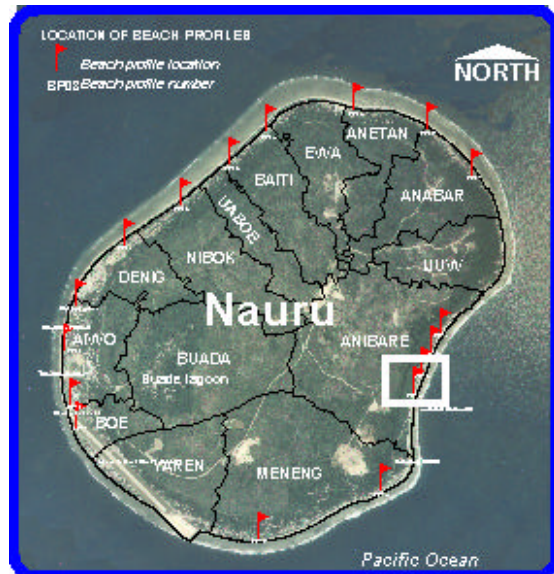 LOCATION OF BEACH PROFILES
Beach profile location
BP08 Beach profile number
NORTH
ANETAN
EWA
BAITI
ANABAR
UABOE
NIBOK
IJUW
DENIG
Nauru
ANIBARE
AIWO
BUADA
Buade lagoon
BOE
YAREN
MENENG
Pacific Ocean